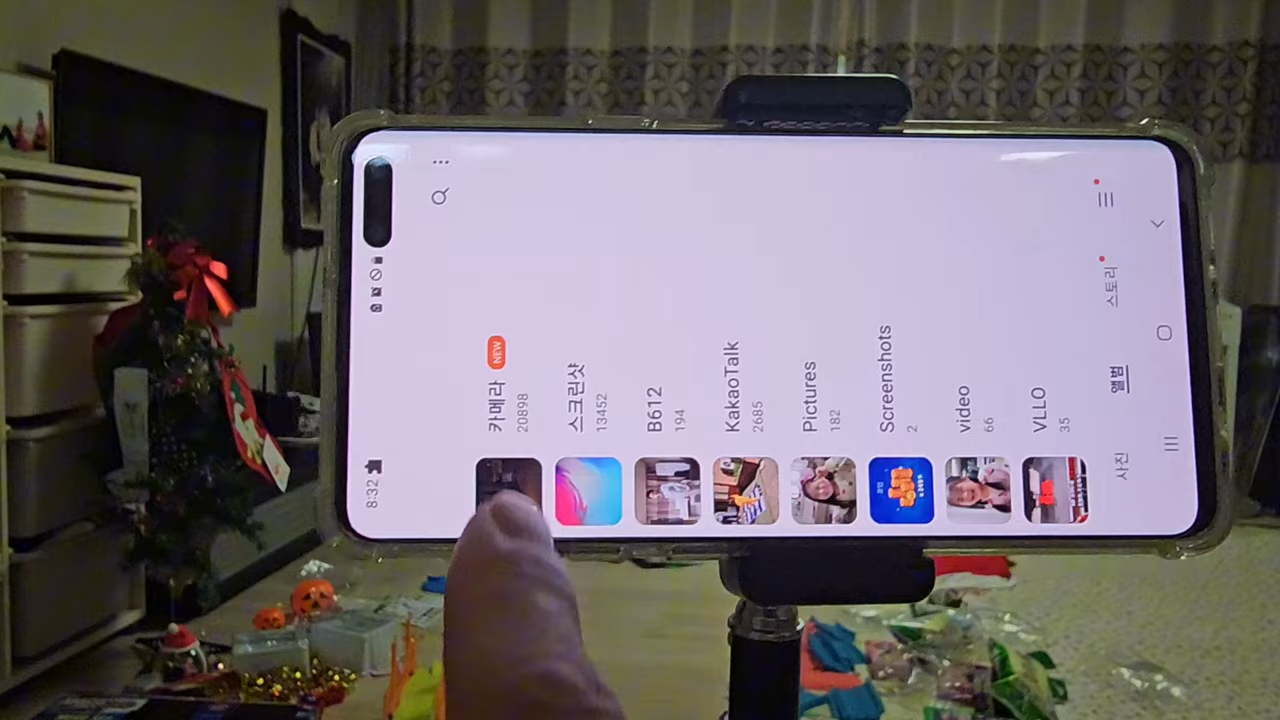 8:32
카메라 NEW
20898
스크린샷
13452
B612
194
KakaoTalk
2685
Pictures
182
Screenshots
2
video
66
VLLO
35
사진
앨범
스토리